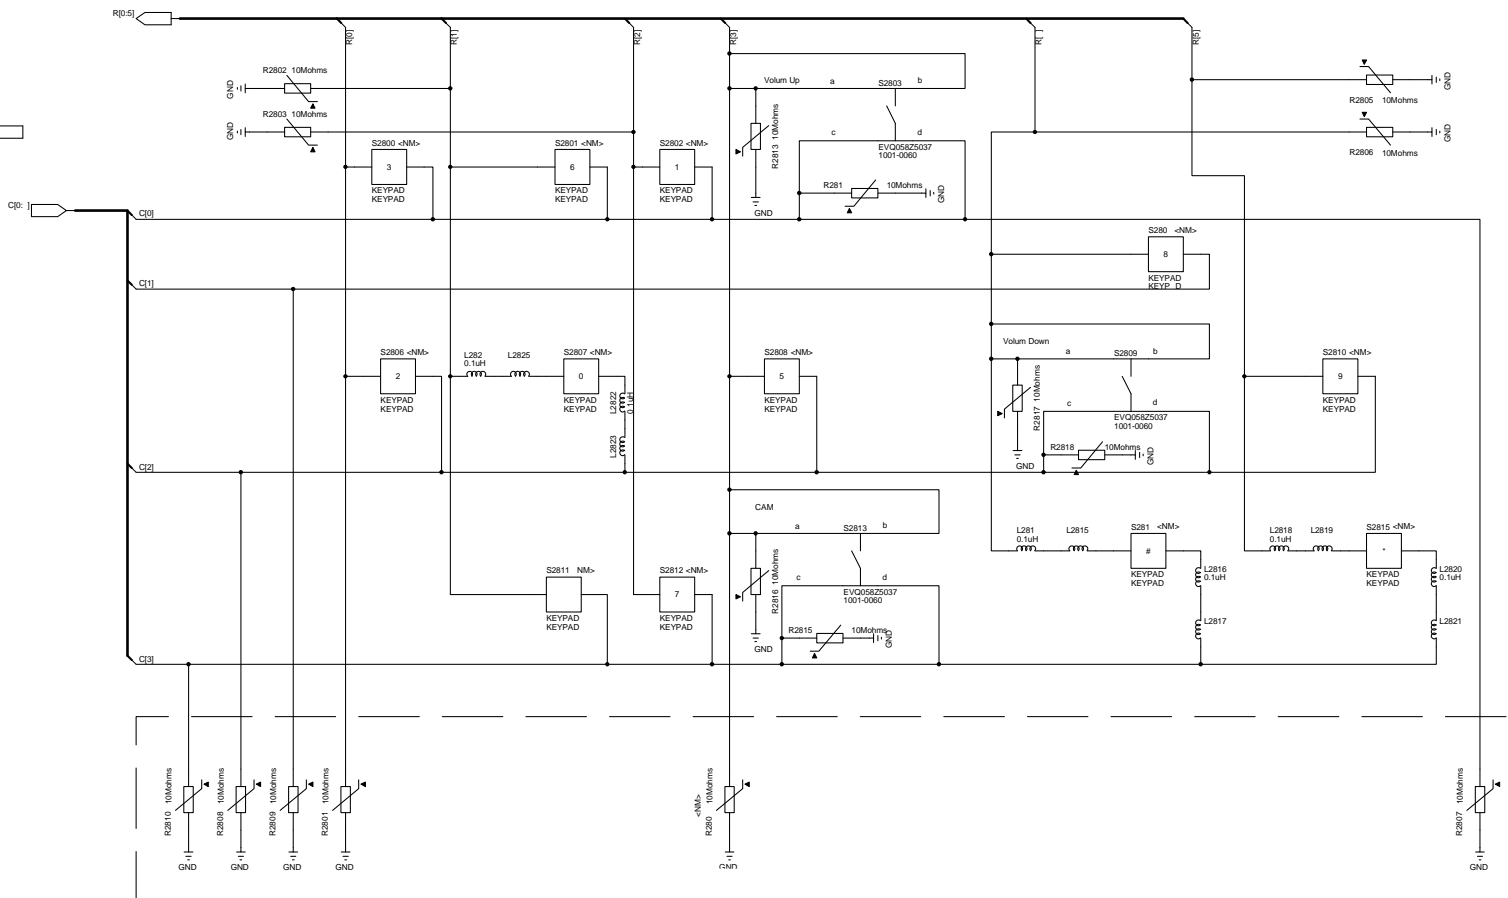 R[0:5]
R[0]
R[1]
R[2]
R[3]
R[ ]
R[5]
R2802 10Mohms
GND
R2803 10Mohms
GND
Volum Up
a
S2803
b
c
d
EVQ058Z5037
1001-0060
R2813 10Mohms
GND
R281
10Mohms
GND
R2805 10Mohms
GND
R2806 10Mohms
GND
S2800 <NM>
3
KEYPAD
KEYPAD
S2801 <NM>
6
KEYPAD
KEYPAD
S2802 <NM>
1
KEYPAD
KEYPAD
C[0: ]
C[0]
S280 <NM>
8
KEYPAD
KEYP D
C[1]
S2806 <NM>
2
KEYPAD
KEYPAD
L282
0.1uH
L2825
S2807 <NM>
0
KEYPAD
KEYPAD
L2822
0.1uH
L2823
S2808 <NM>
5
KEYPAD
KEYPAD
Volum Down
a
S2809
b
c
d
EVQ058Z5037
1001-0060
R2817 10Mohms
GND
R2818
10Mohms
GND
S2810 <NM>
9
KEYPAD
KEYPAD
C[2]
CAM
a
S2813
b
c
d
EVQ058Z5037
1001-0060
R2816 10Mohms
GND
R2815
10Mohms
GND
S2811 NM>
KEYPAD
KEYPAD
S2812 <NM>
7
KEYPAD
KEYPAD
L281
0.1uH
L2815
S281 <NM>
#
KEYPAD
KEYPAD
L2816
0.1uH
L2817
L2818
0.1uH
L2819
S2815 <NM>
*
KEYPAD
KEYPAD
L2820
0.1uH
L2821
C[3]
R2810 10Mohms
GND
R2808 10Mohms
GND
R2809 10Mohms
GND
R2801 10Mohms
GND
<NM>
R280 10Mohms
GND
R2807 10Mohms
GND